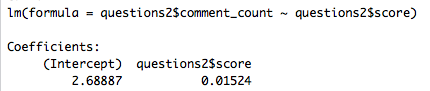 lm(formula = questions2$comment_count ~ questions2$score)
Coefficients:
(Intercept) questions2$score
2.68887 0.01524